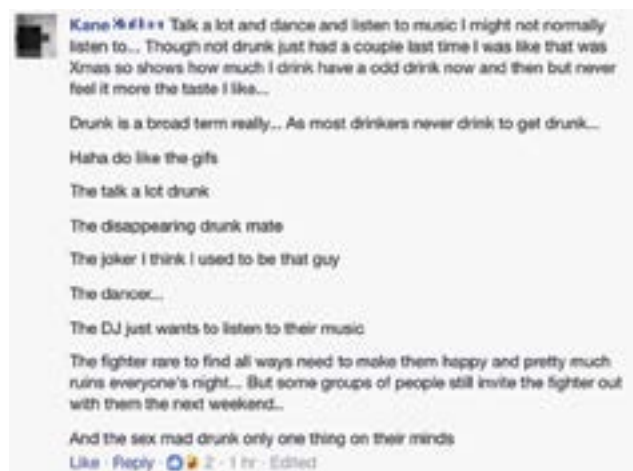 Kane Talk a lot and dance and listen to music I might not normally
listen to... Though not drunk just had a couple last time I was like that was
Xmas so shows how much I drink have a odd drink now and then but never
feel it more the taste I like...
Drunk is a broad term really... As most drinkers never drink to get drunk...
Haha do like the gifs
The talk a lot drunk
The disappearing drunk mate
The joker I think I used to be that guy
The dancer...
The DJ just wants to listen to their music
The fighter rare to find all ways need to make them happy and pretty much
ruins everyone's night... But some groups of people still invite the fighter out
with them the next weekend...
And the sex mad drunk only one thing on their minds
Like · Reply · 2 · 1 hr · Edited